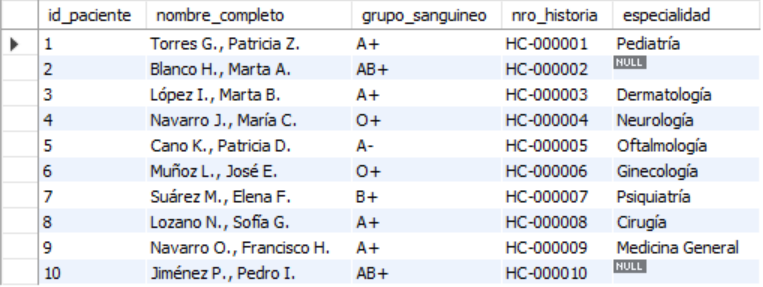 id_paciente nombre_completo grupo_sanguineo nro_historia especialidad
1 Torres G., Patricia Z. A+ HC-000001 Pediatría
2 Blanco H., Marta A. AB+ HC-000002 NULL
3 López I., Marta B. A+ HC-000003 Dermatología
4 Navarro J., María C. O+ HC-000004 Neurología
5 Cano K., Patricia D. A- HC-000005 Oftalmología
6 Muñoz L., José E. O+ HC-000006 Ginecología
7 Suárez M., Elena F. B+ HC-000007 Psiquiatría
8 Lozano N., Sofía G. A+ HC-000008 Cirugía
9 Navarro O., Francisco H. A+ HC-000009 Medicina General
10 Jiménez P., Pedro I. AB+ HC-000010 NULL